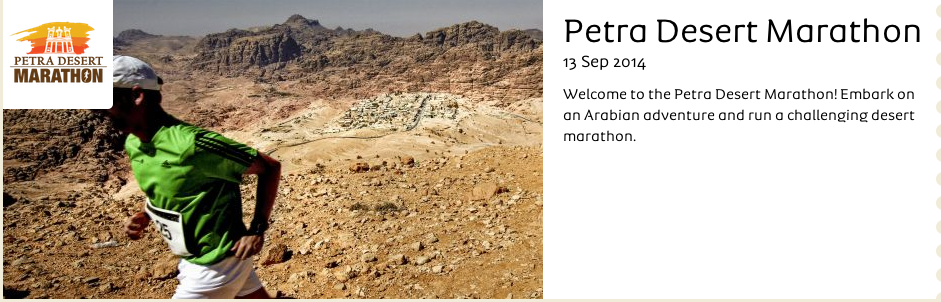 PETRA DESERT
MARATHON
Petra Desert Marathon
13 Sep 2014
Welcome to the Petra Desert Marathon! Embark on
an Arabian adventure and run a challenging desert
marathon.